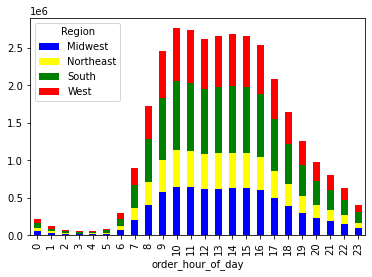 1e6
Region
Midwest
Northeast
South
West
2.5
2.0
1.5
1.0
0.5
0.0
0 1 2 3 4 5 6 7 8 9 10 11 12 13 14 15 16 17 18 19 20 21 22 23
order_hour_of_day